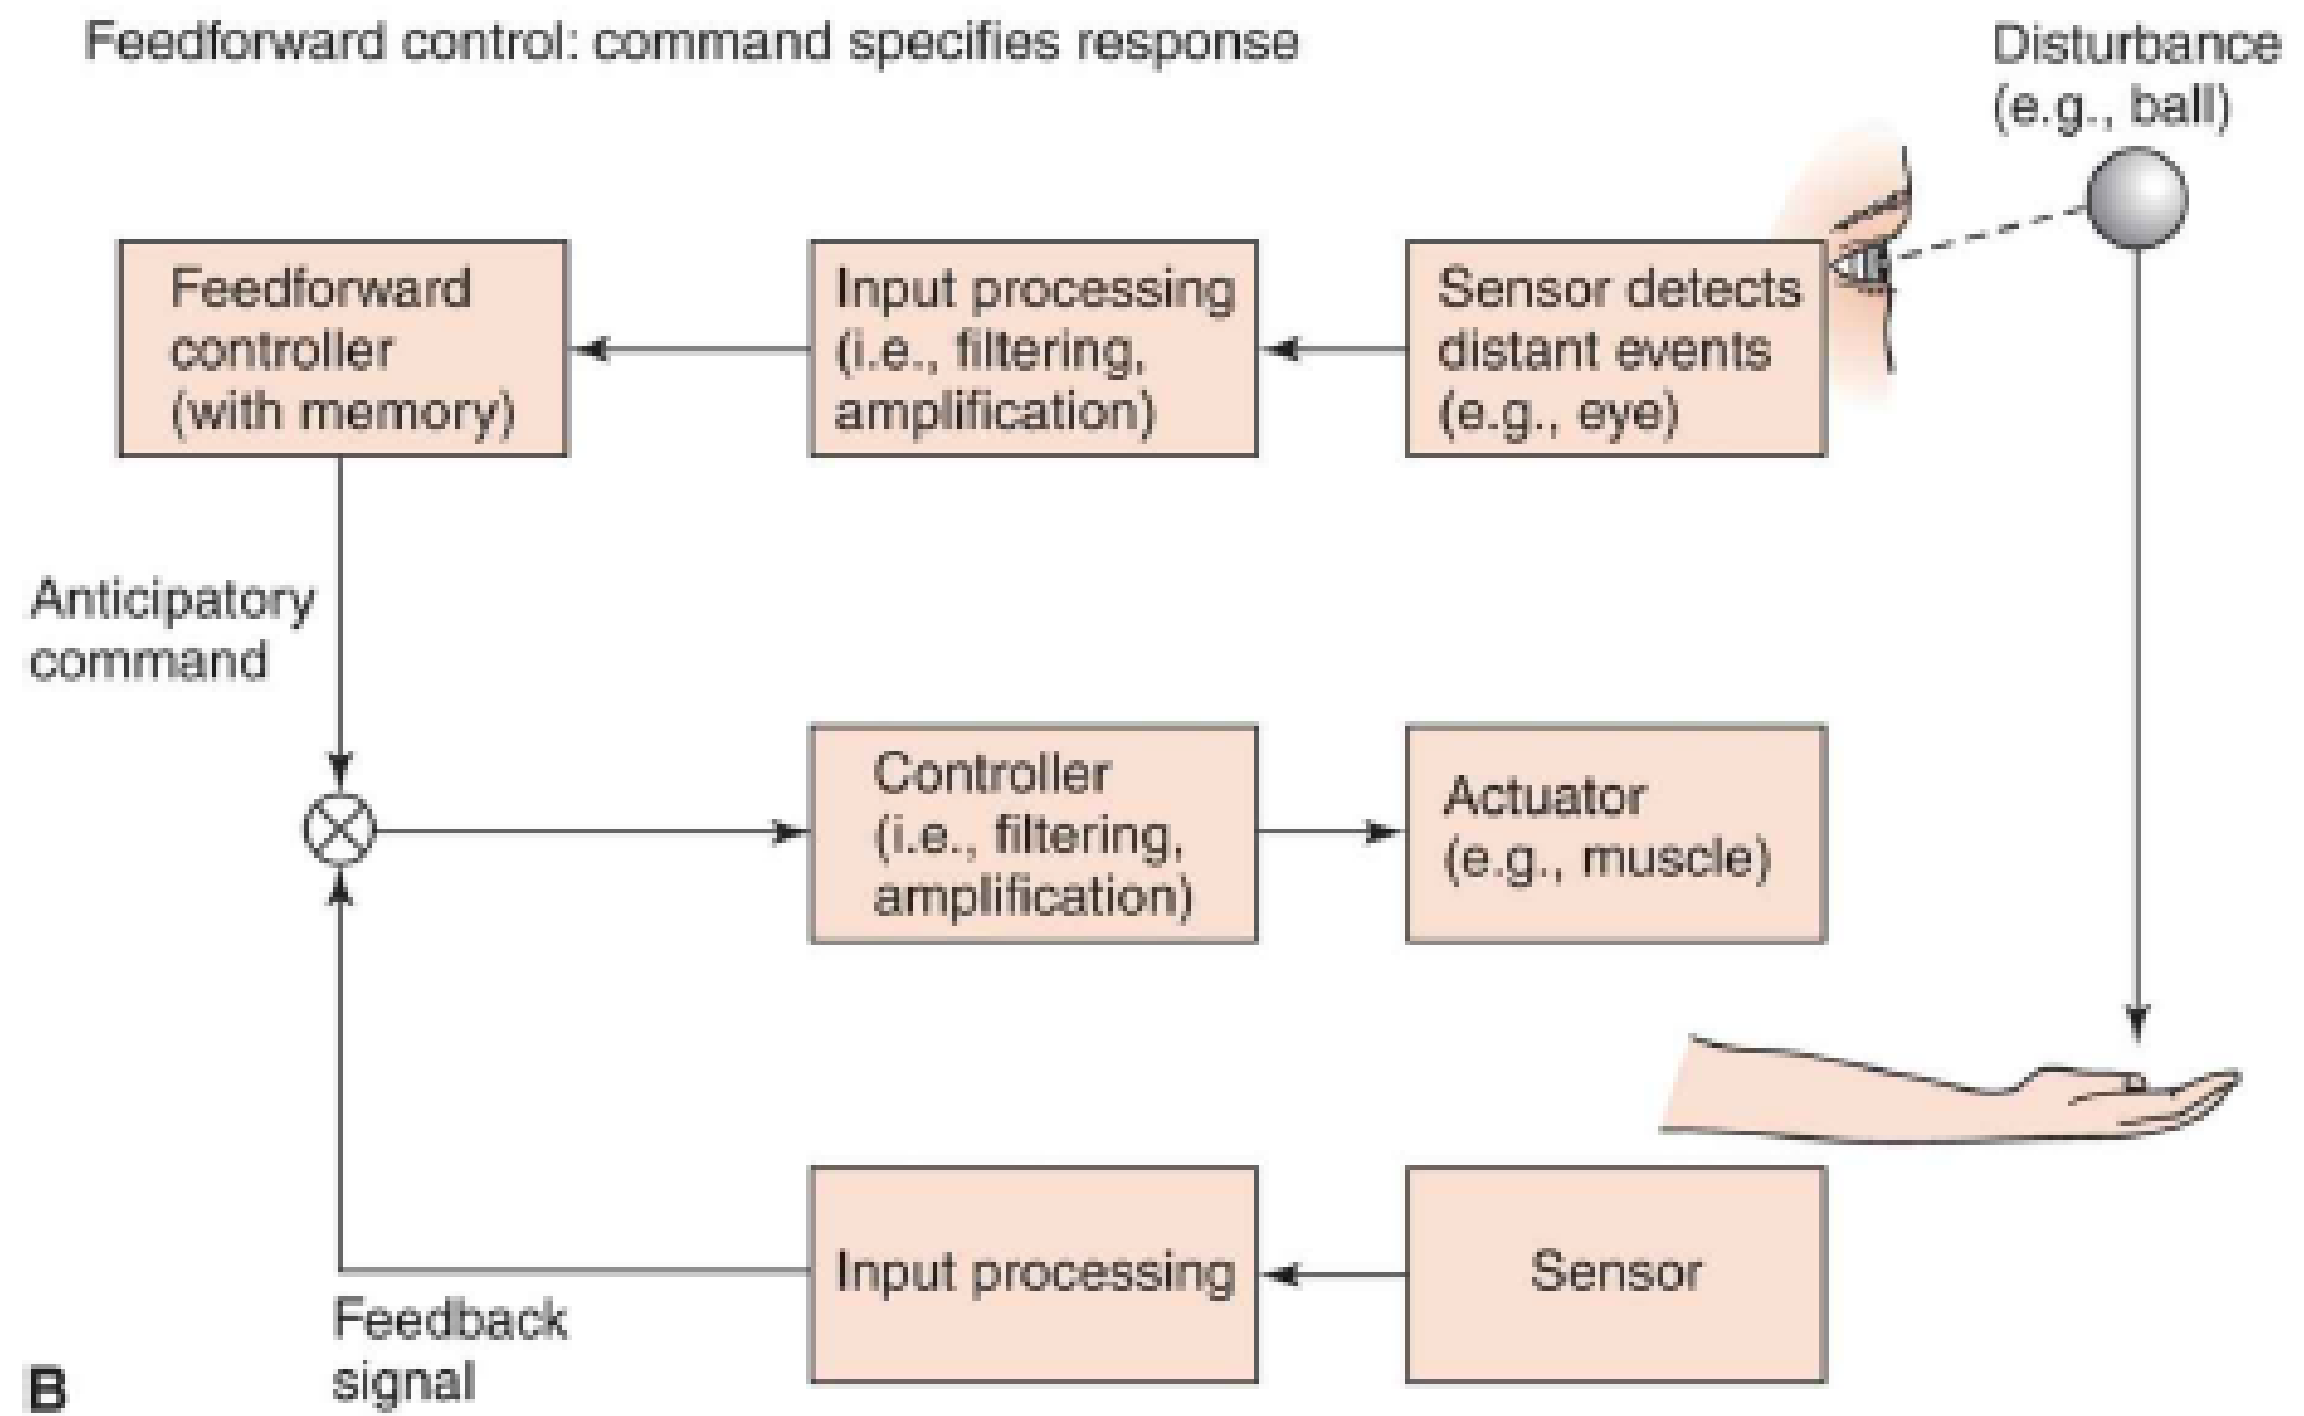 Feedforward control: command specifies response
Disturbance
(e.g., ball)
Feedforward
controller
(with memory)
Input processing
(i.e., filtering,
amplification)
Sensor detects
distant events
(e.g., eye)
Anticipatory
command
Controller
(i.e., filtering,
amplification)
Actuator
(e.g., muscle)
Input processing
Sensor
Feedback
signal
B